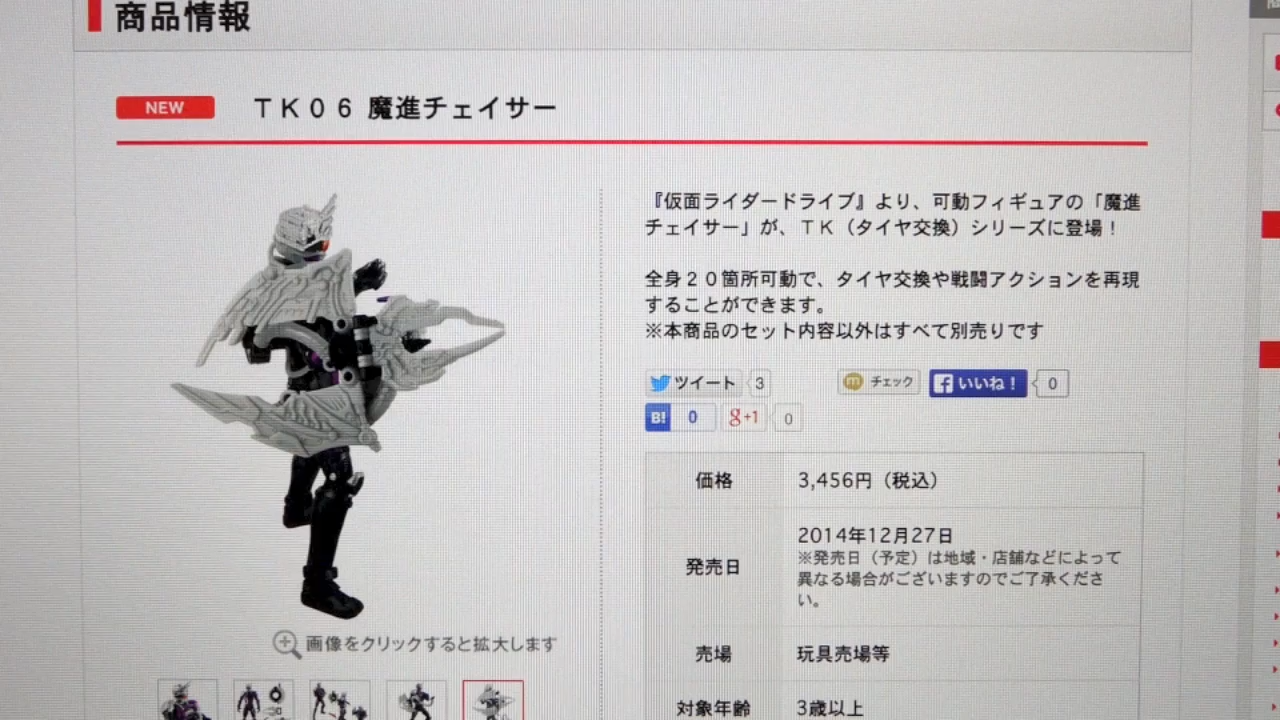 商品情報
NEW
ＴＫ０６ 魔進チェイサー
『仮面ライダードライブ』より、可動フィギュアの「魔進
チェイサー」が、ＴＫ（タイヤ交換）シリーズに登場！
全身２０箇所可動で、タイヤ交換や戦闘アクションを再現
することができます。
※本商品のセット内容以外はすべて別売りです
ツイート 3 m チェック f いいね！ 0
B! 0 g+1 0
価格 3,456円（税込）
発売日 2014年12月27日
※発売日（予定）は地域・店舗などによって
異なる場合がございますのでご了承くださ
い。
売場 玩具売場等
対象年齢 3歳以上
画像をクリックすると拡大します